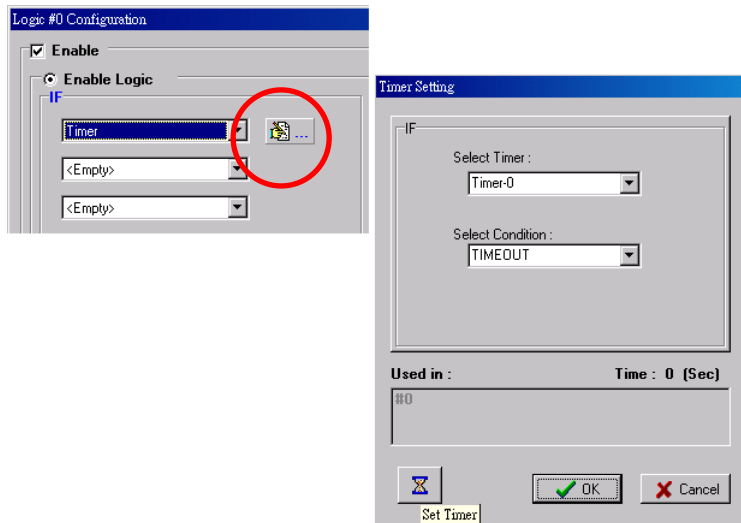 Logic #0 Configuration
Enable
Enable Logic
IF
Timer
...
<Empty>
<Empty>
Timer Setting
IF
Select Timer :
Timer-0
Select Condition :
TIMEOUT
Used in :
Time : 0 (Sec)
#0
OK
Cancel
Set Timer